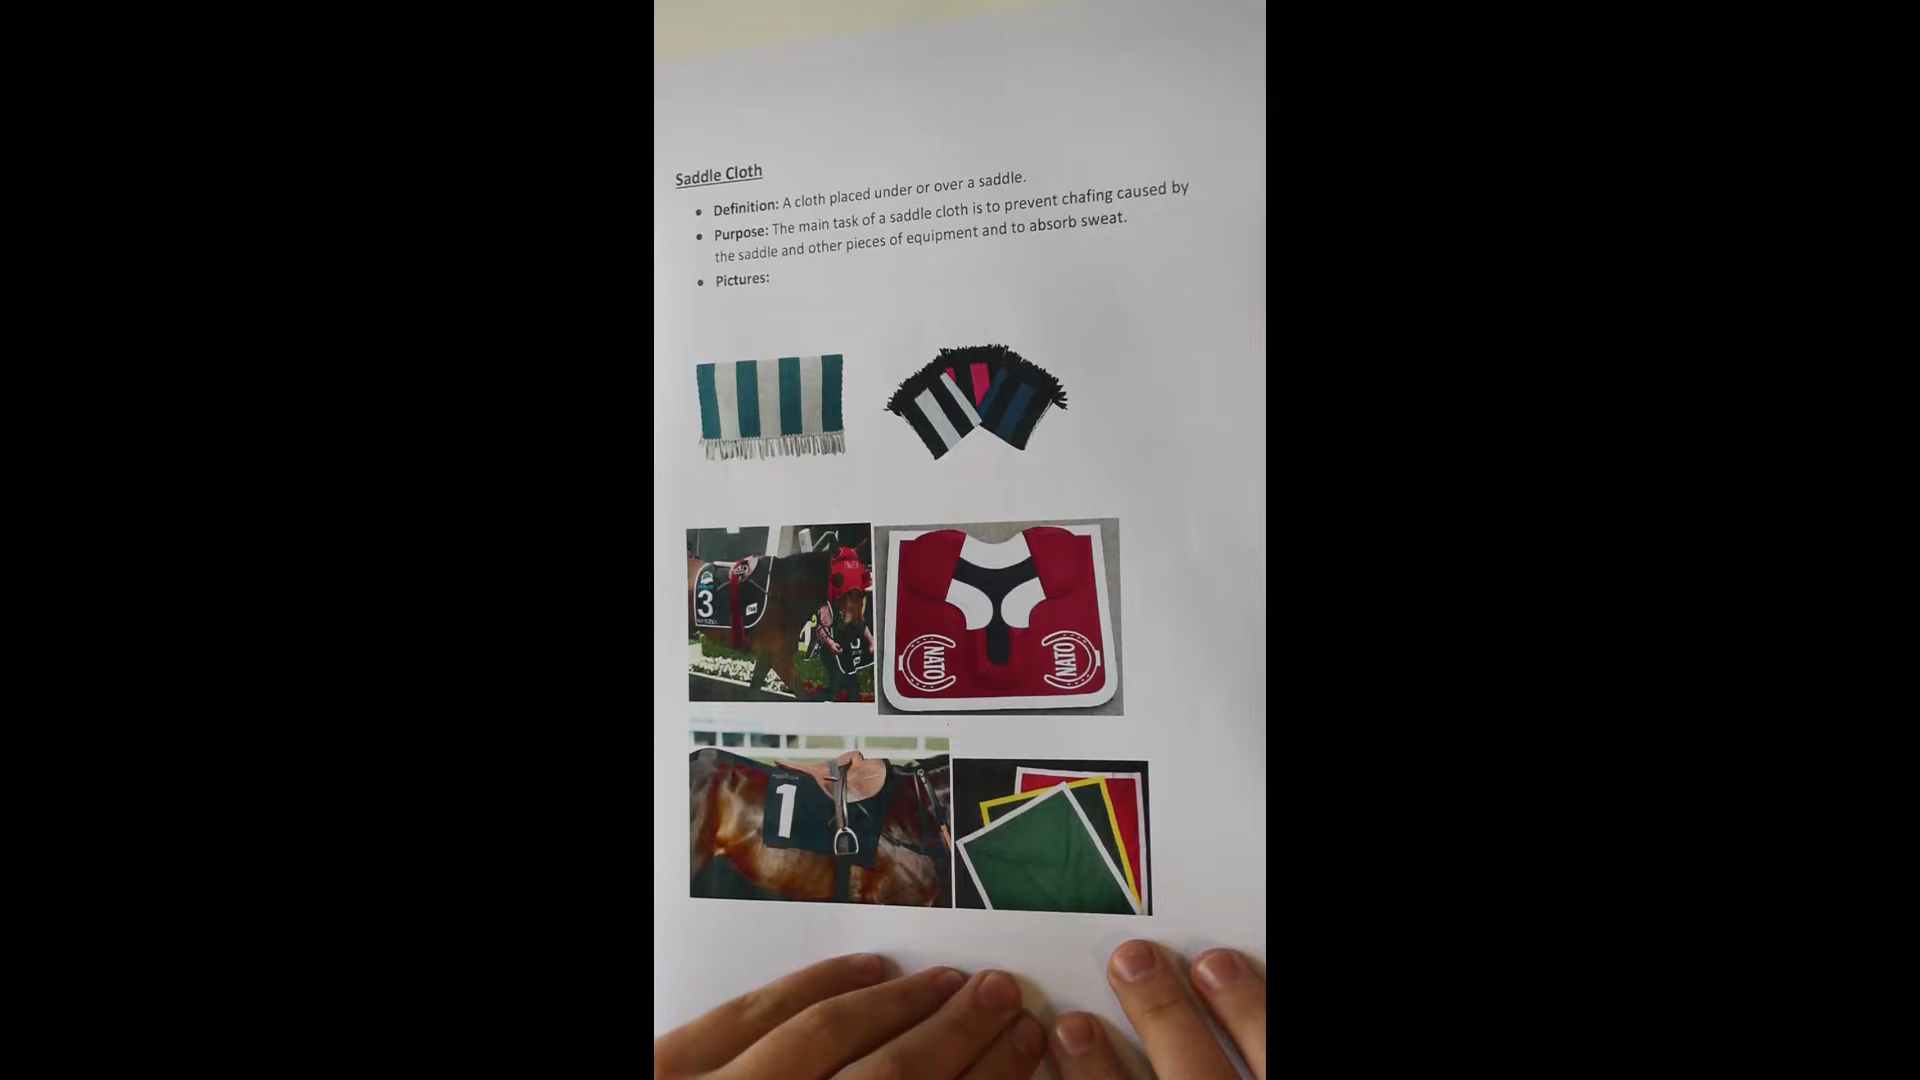 Saddle Cloth
• Definition: A cloth placed under or over a saddle.
• Purpose: The main task of a saddle cloth is to prevent chafing caused by
the saddle and other pieces of equipment and to absorb sweat.
• Pictures:
3
TAB
NATO
NATO
1